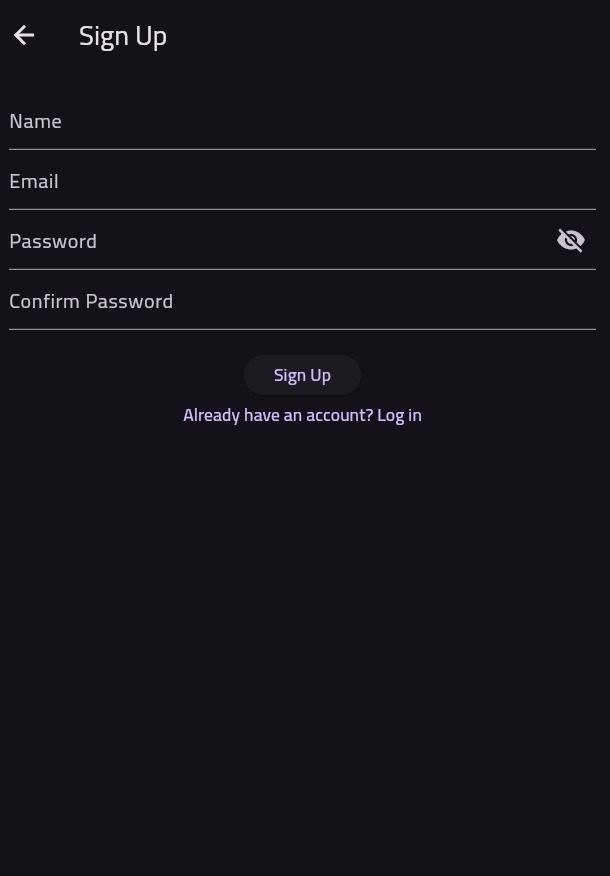 Sign Up
Name
Email
Password
Confirm Password
Sign Up
Already have an account? Log in